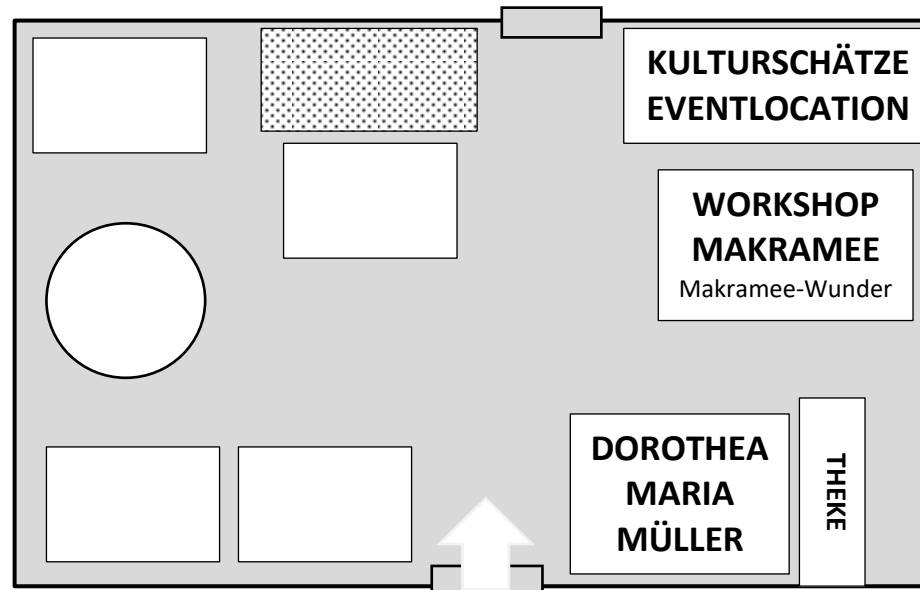 KULTURSCHÄTZE
EVENTLOCATION
WORKSHOP
MAKRAMEE
Makramee-Wunder
DOROTHEA
MARIA
MÜLLER
THEKE